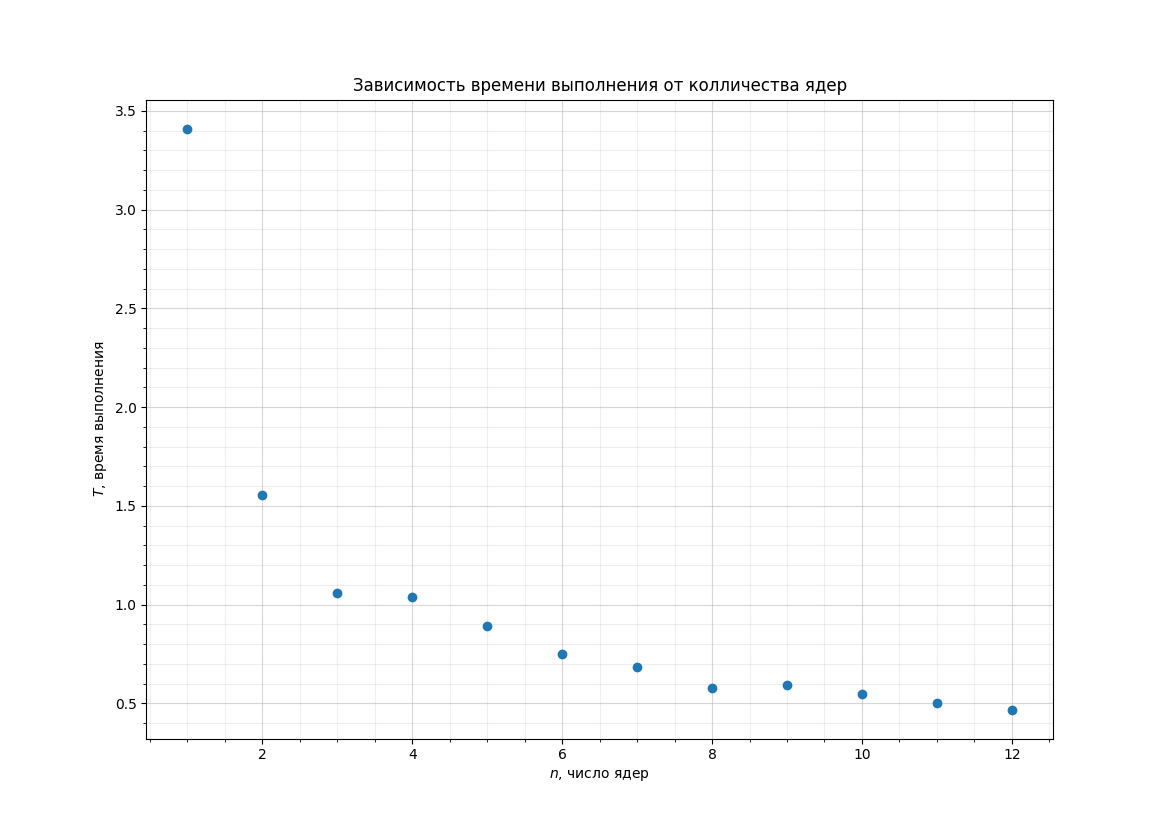 Зависимость времени выполнения от колличества ядер
3.5
3.0
2.5
2.0
1.5
1.0
0.5
T, время выполнения
2 4 6 8 10 12
n, число ядер